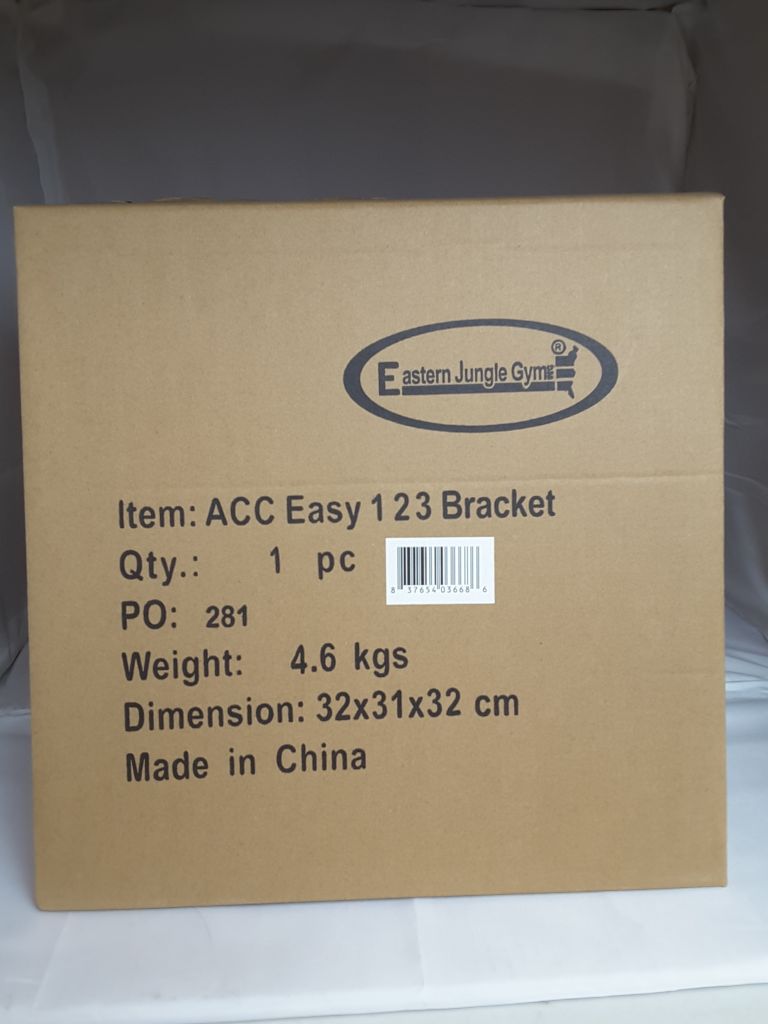 Eastern Jungle Gym ®
Item: ACC Easy 1 2 3 Bracket
Qty.: 1 pc
8 37654 03668 6
PO: 281
Weight: 4.6 kgs
Dimension: 32x31x32 cm
Made in China